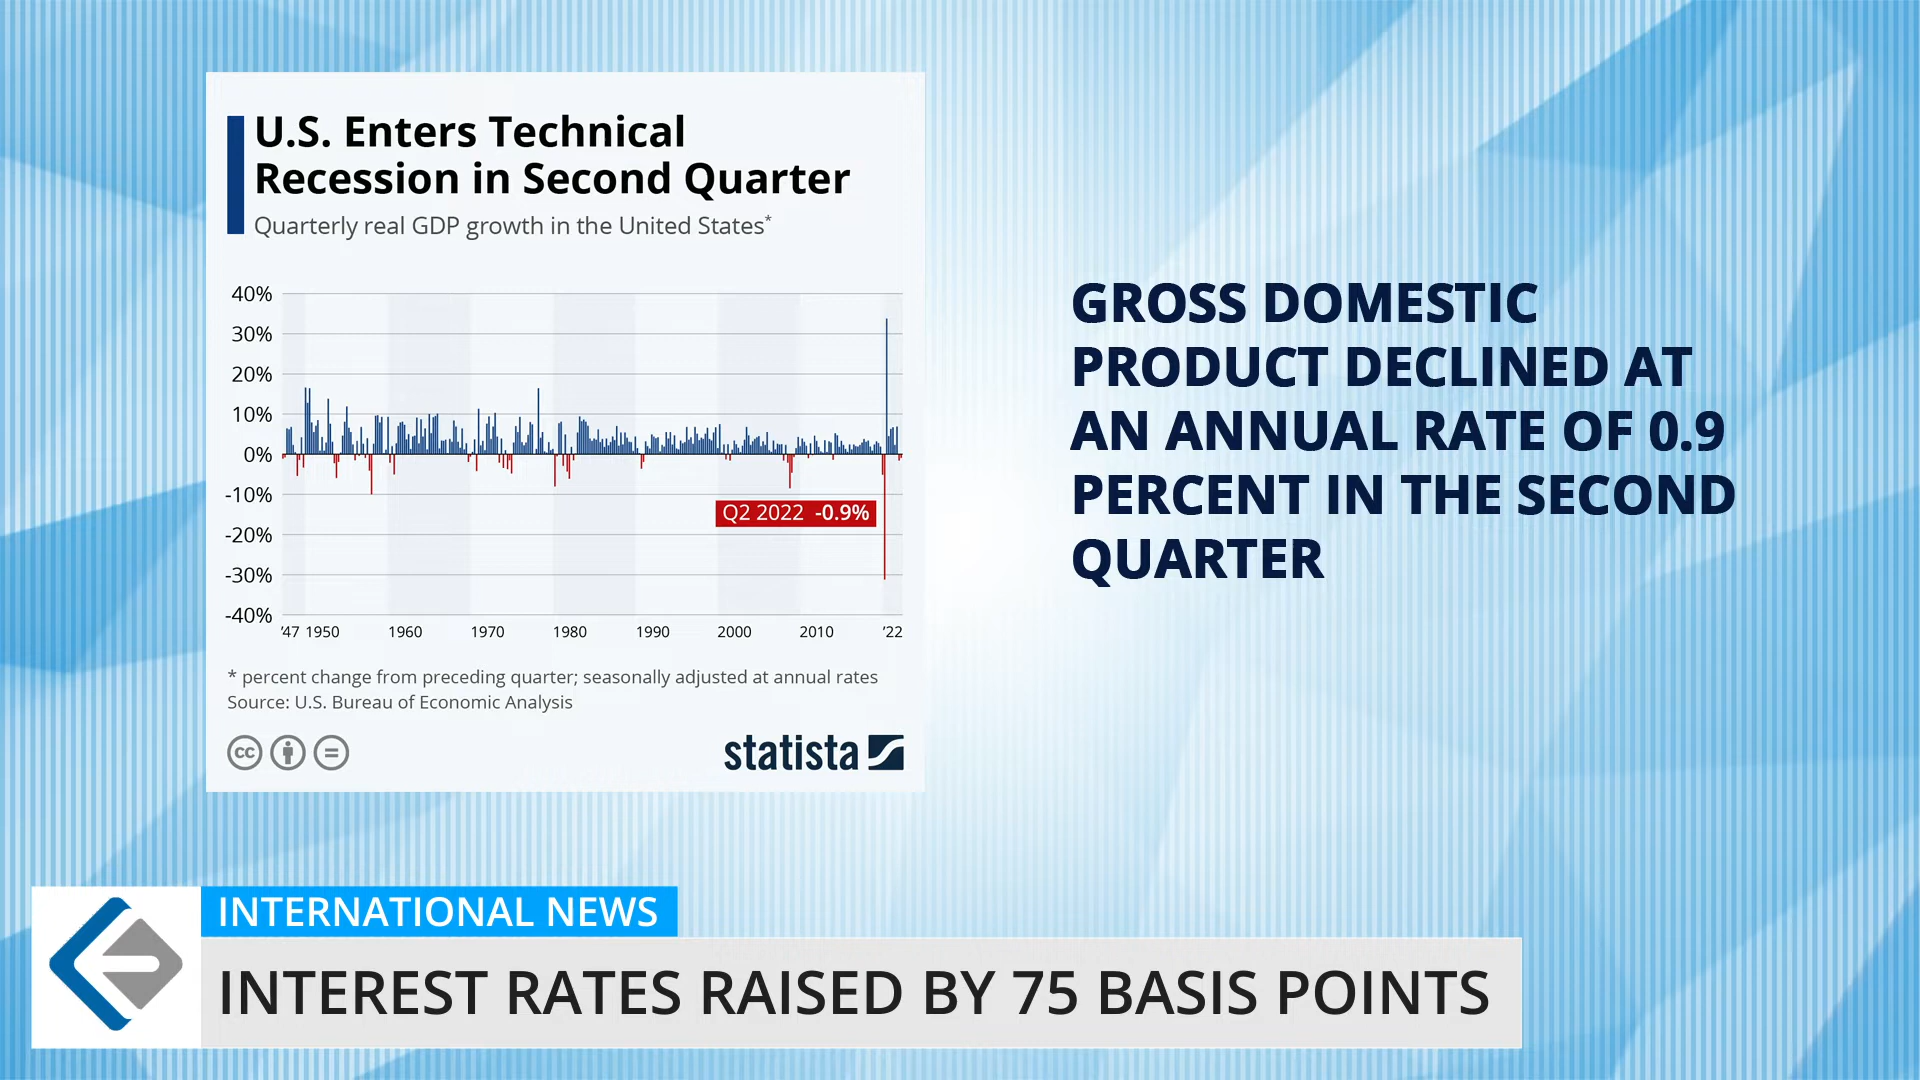 U.S. Enters Technical
Recession in Second Quarter
Quarterly real GDP growth in the United States*
40%
30%
20%
10%
0%
-10%
-20%
-30%
-40%
Q2 2022 -0.9%
'47 1950 1960 1970 1980 1990 2000 2010 '22
* percent change from preceding quarter; seasonally adjusted at annual rates
Source: U.S. Bureau of Economic Analysis
cc
statista
GROSS DOMESTIC
PRODUCT DECLINED AT
AN ANNUAL RATE OF 0.9
PERCENT IN THE SECOND
QUARTER
INTERNATIONAL NEWS
INTEREST RATES RAISED BY 75 BASIS POINTS